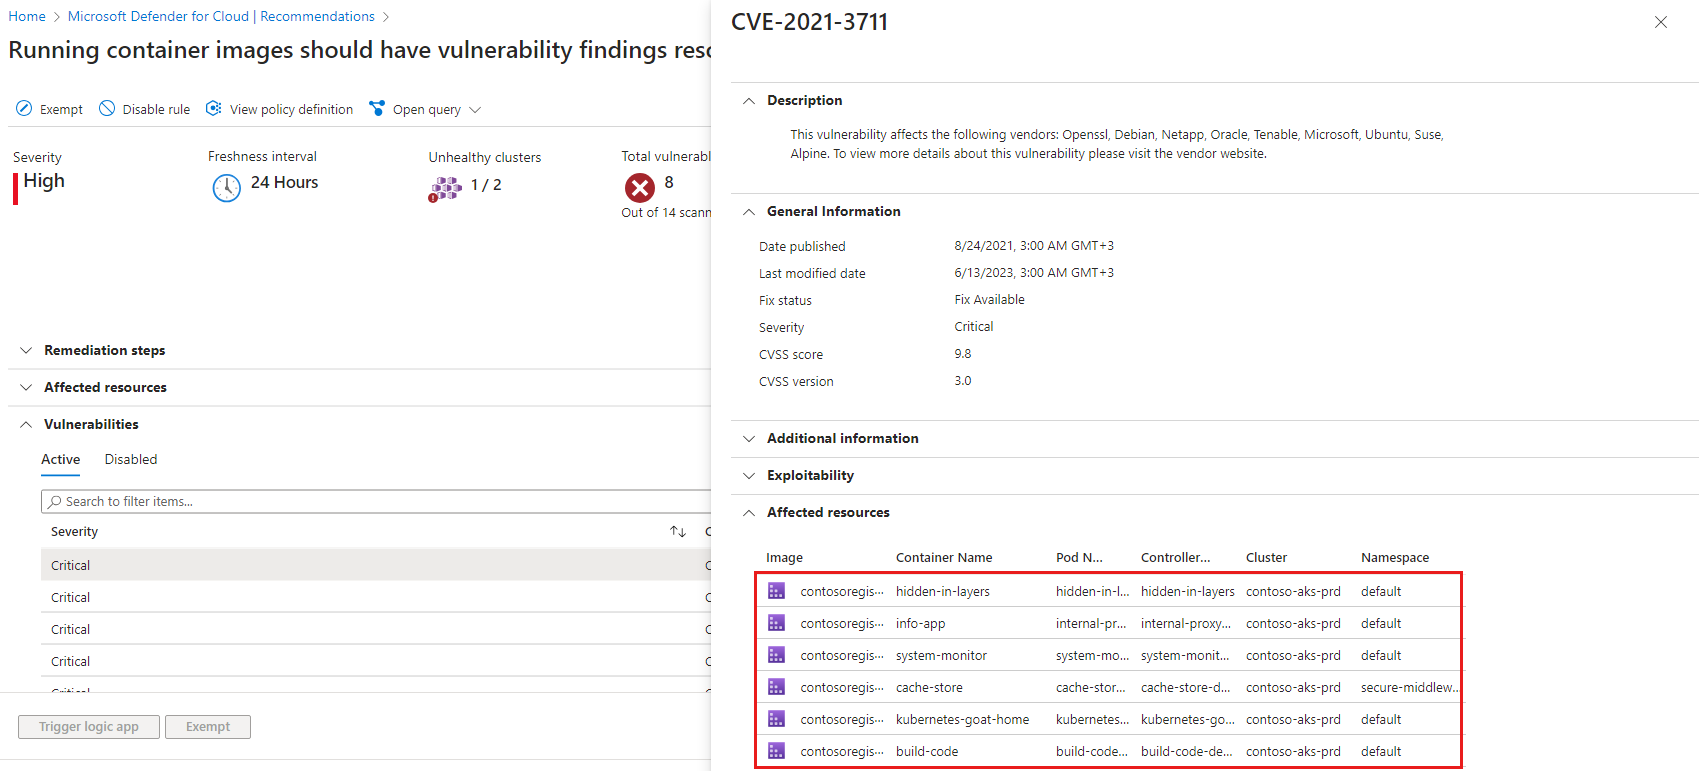 Home > Microsoft Defender for Cloud | Recommendations >
Running container images should have vulnerability findings
Exempt Disable rule View policy definition Open query
Severity
High
Freshness interval
24 Hours
Unhealthy clusters
1 / 2
Total
8
Out of 14
Remediation steps
Affected resources
Vulnerabilities
Active Disabled
Search to filter items...
Severity
Critical
Critical
Critical
Critical
Critical
Trigger logic app Exempt
CVE-2021-3711
Description
This vulnerability affects the following vendors: Openssl, Debian, Netapp, Oracle, Tenable, Microsoft, Ubuntu, Suse,
Alpine. To view more details about this vulnerability please visit the vendor website.
General Information
Date published 8/24/2021, 3:00 AM GMT+3
Last modified date 6/13/2023, 3:00 AM GMT+3
Fix status Fix Available
Severity Critical
CVSS score 9.8
CVSS version 3.0
Additional information
Exploitability
Affected resources
Image Container Name Pod N... Controller... Cluster Namespace
contosoregis... hidden-in-layers hidden-in-l... hidden-in-layers contoso-aks-prd default
contosoregis... info-app internal-pr... internal-proxy... contoso-aks-prd default
contosoregis... system-monitor system-mo... system-monit... contoso-aks-prd default
contosoregis... cache-store cache-stor... cache-store-d... contoso-aks-prd secure-middlew...
contosoregis... kubernetes-goat-home kubernetes... kubernetes-go... contoso-aks-prd default
contosoregis... build-code build-code... build-code-de... contoso-aks-prd default